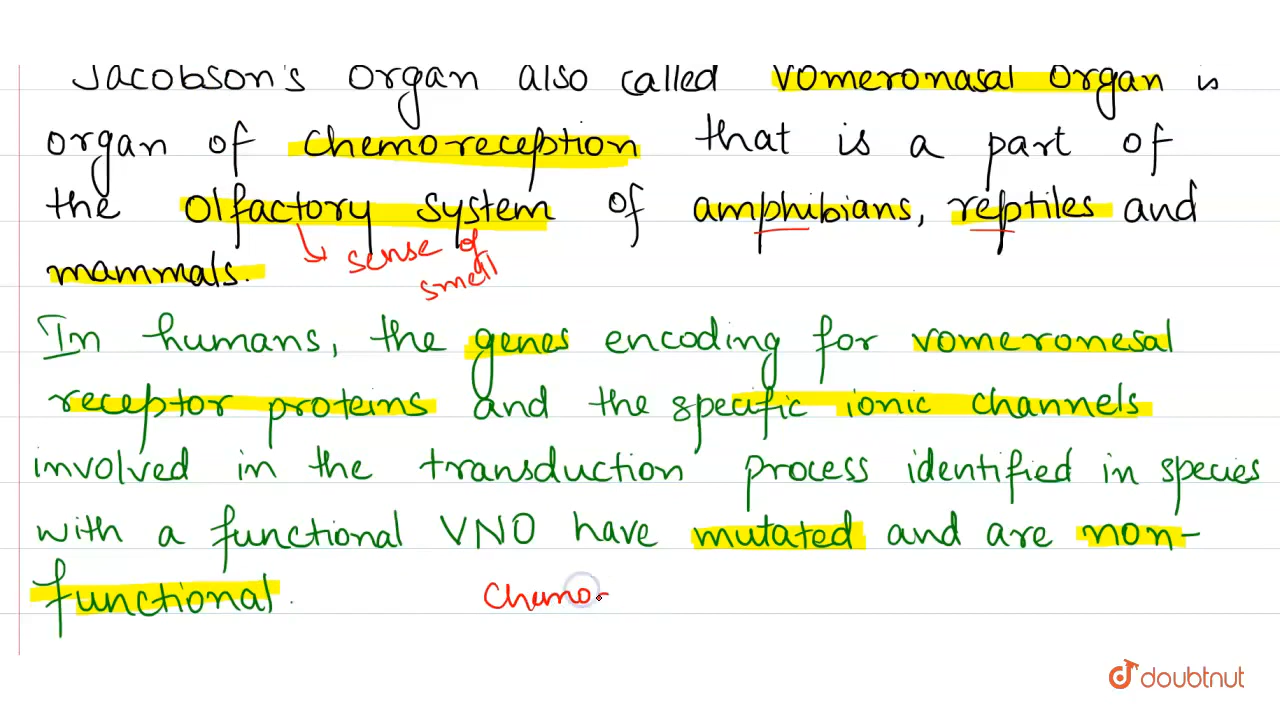 Jacobson's organ also called vomeronasal organ is
organ of chemoreception that is a part of
the olfactory system of amphibians, reptiles and
sense of
mammals.
smell
In humans, the genes encoding for vomeronesal
receptor proteins and the specific ionic channels
involved in the transduction process identified in species
with a functional VNO have mutated and are non-
functional.
Chemo-
doubtnut